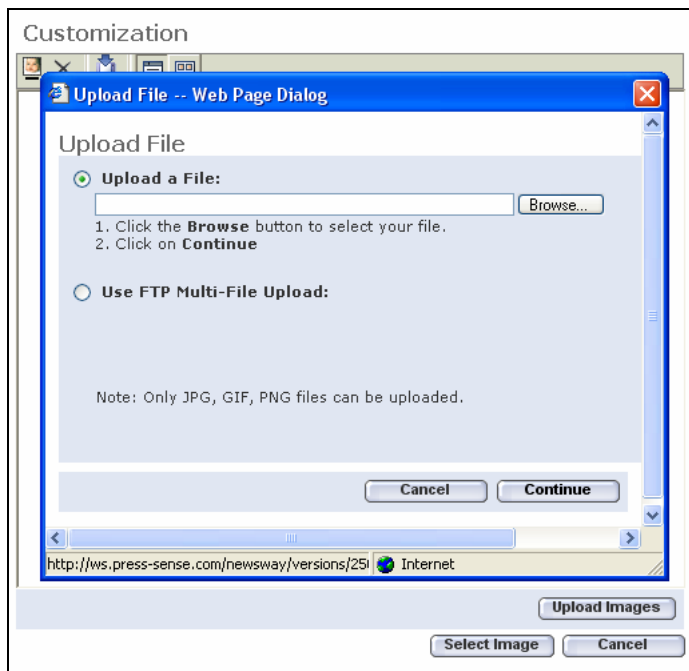 Customization
Upload File -- Web Page Dialog
Upload File
Upload a File:
Browse...
1. Click the Browse button to select your file.
2. Click on Continue
Use FTP Multi-File Upload:
Note: Only JPG, GIF, PNG files can be uploaded.
Cancel Continue
http://ws.press-sense.com/newsway/versions/25 Internet
Upload Images
Select Image Cancel